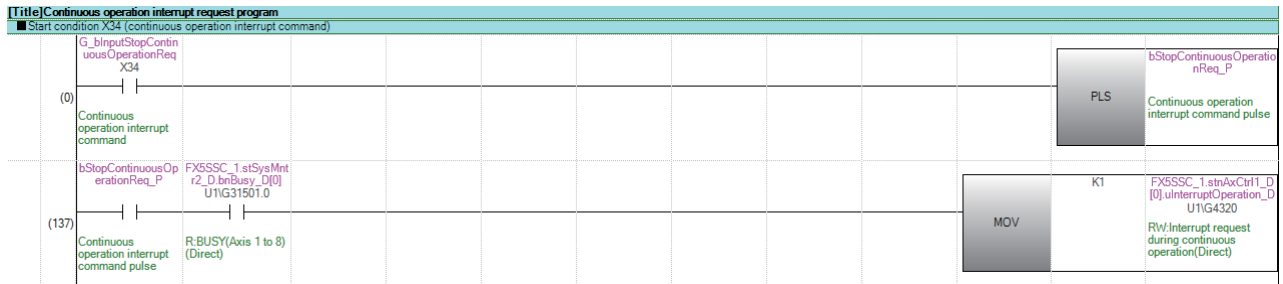 [Title]Continuous operation interrupt request program
■Start condition X34 (continuous operation interrupt command)
G_bInputStopContin
uousOperationReq
X34
(0)
Continuous
operation interrupt
command
PLS
bStopContinuousOperatio
nReq_P
Continuous operation
interrupt command pulse
bStopContinuousOp
erationReq_P
FX5SSC_1.stSysMnt
r2_D.bnBusy_D[0]
U1\G31501.0
(137)
Continuous
operation interrupt
command pulse
R:BUSY(Axis 1 to 8)
(Direct)
MOV
K1
FX5SSC_1.stnAxCtrl1_D
[0].uInterruptOperation_D
U1\G4320
RW:Interrupt request
during continuous
operation(Direct)